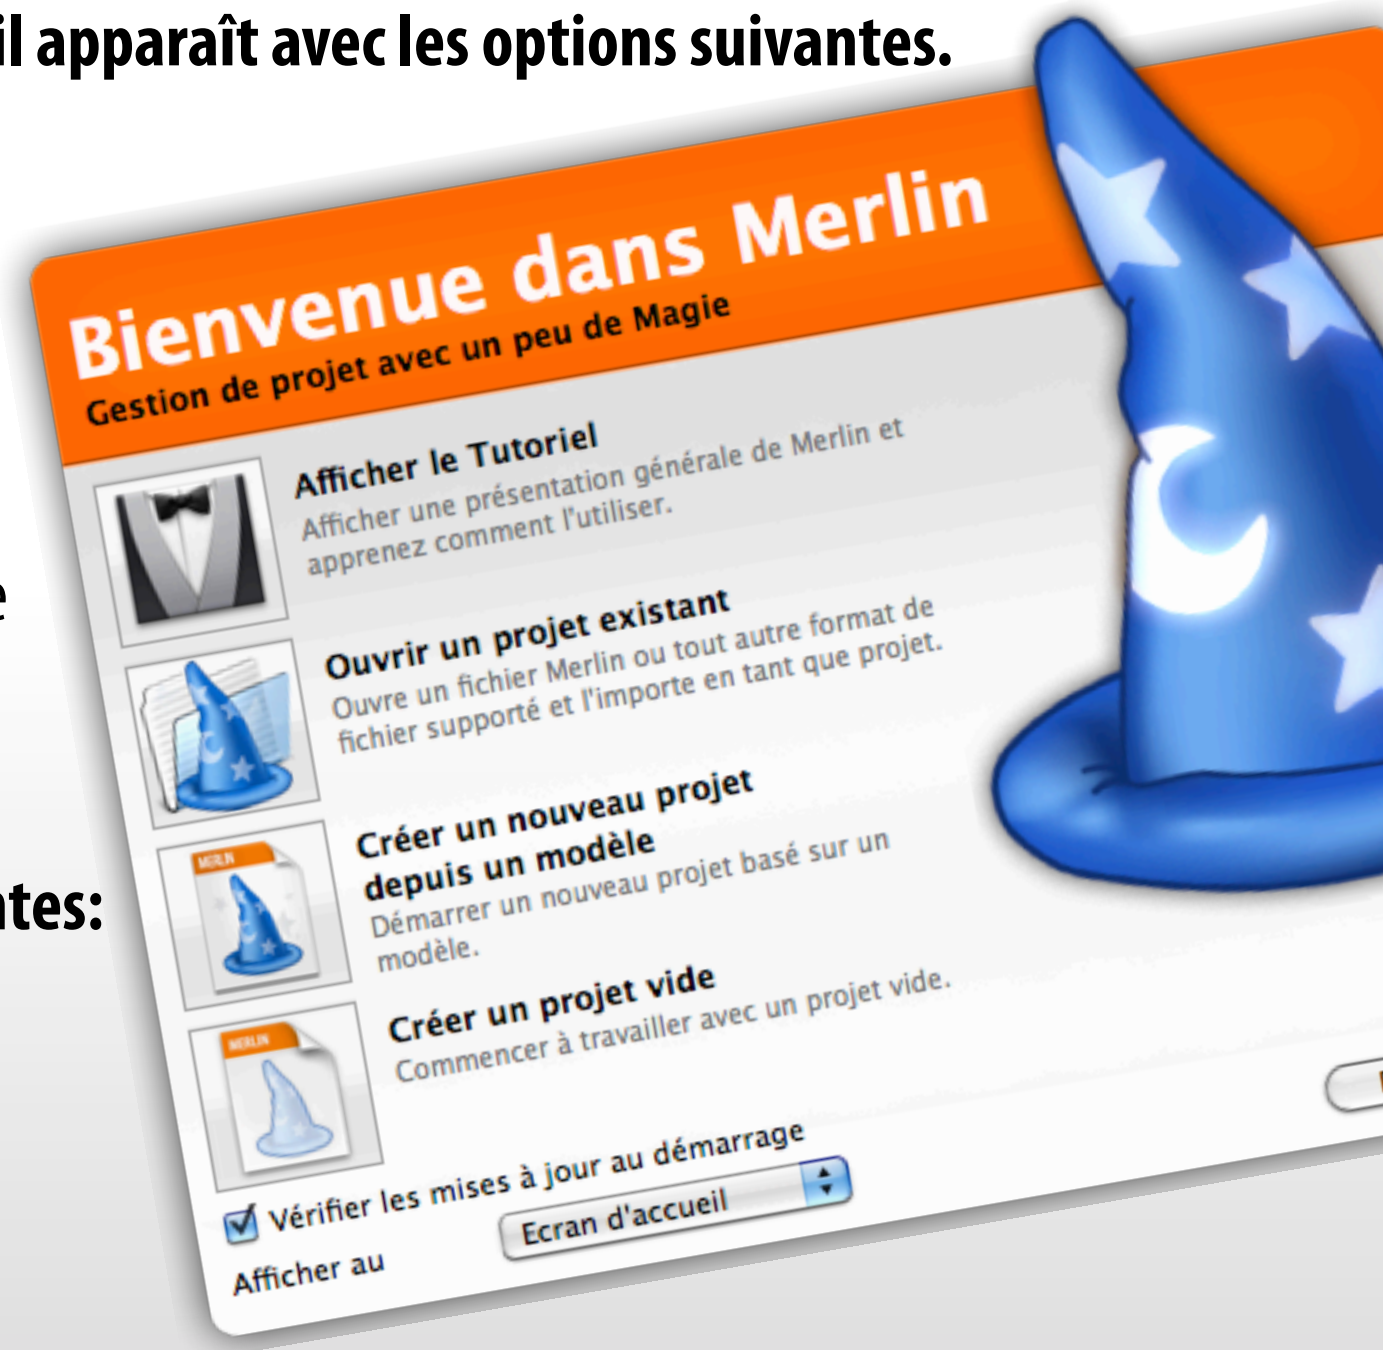 il apparaît avec les options suivantes.
Bienvenue dans Merlin
Gestion de projet avec un peu de Magie
Afficher le Tutoriel
Afficher une présentation générale de Merlin et
apprenez comment l'utiliser.
Ouvrir un projet existant
Ouvre un fichier Merlin ou tout autre format de
fichier supporté et l'importe en tant que projet.
MERLIN
Créer un nouveau projet
depuis un modèle
Démarrer un nouveau projet basé sur un
modèle.
ntes:
MERLIN
Créer un projet vide
Commencer à travailler avec un projet vide.
Vérifier les mises à jour au démarrage
Afficher au
Ecran d'accueil